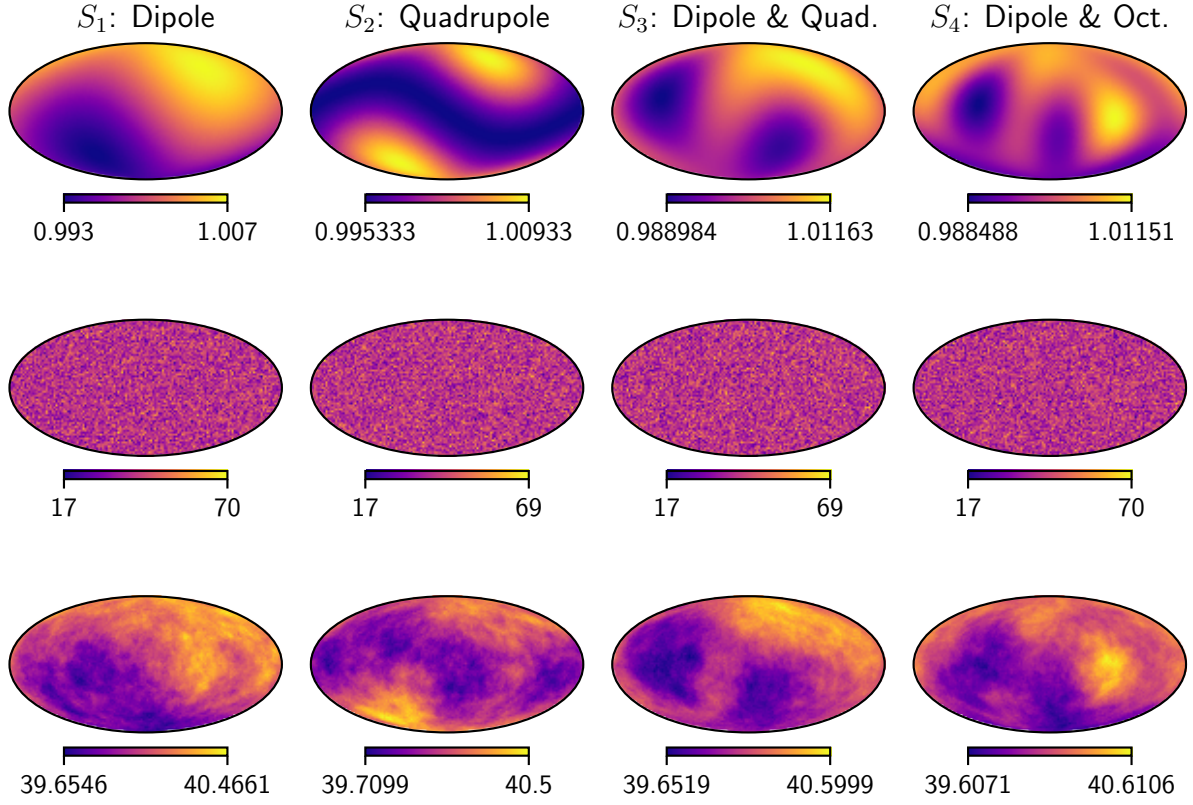 S₁: Dipole S₂: Quadrupole S₃: Dipole & Quad. S₄: Dipole & Oct.
0.993 1.007 0.995333 1.00933 0.988984 1.01163 0.988488 1.01151
17 70 17 69 17 69 17 70
39.6546 40.4661 39.7099 40.5 39.6519 40.5999 39.6071 40.6106